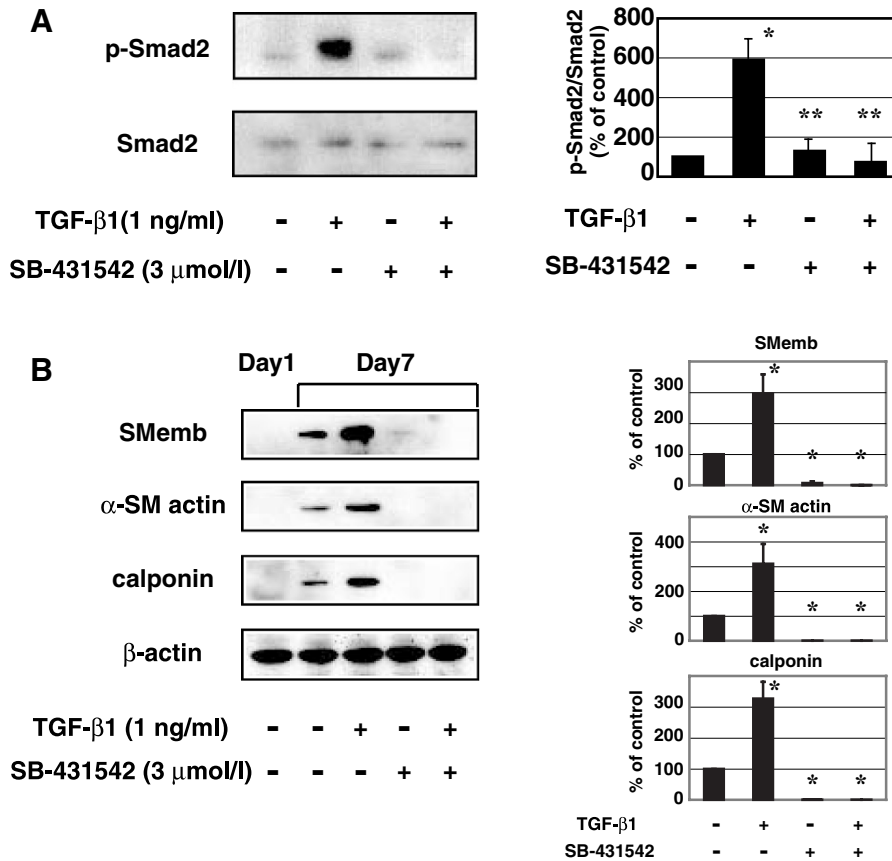 A
p-Smad2
Smad2
TGF-β1(1 ng/ml) - + - +
SB-431542 (3 μmol/l) - - + +
p-Smad2/Smad2
(% of control)
800
600
400
200
0
*
** **
TGF-β1 - + - +
SB-431542 - - + +
B
Day1 Day7
SMemb
α-SM actin
calponin
β-actin
TGF-β1 (1 ng/ml) - - + - +
SB-431542 (3 μmol/l) - - - + +
SMemb
% of control
300
200
100
0
*
* *
α-SM actin
% of control
400
200
0
*
* *
calponin
% of control
300
200
100
0
*
* *
TGF-β1 - + - +
SB-431542 - - + +